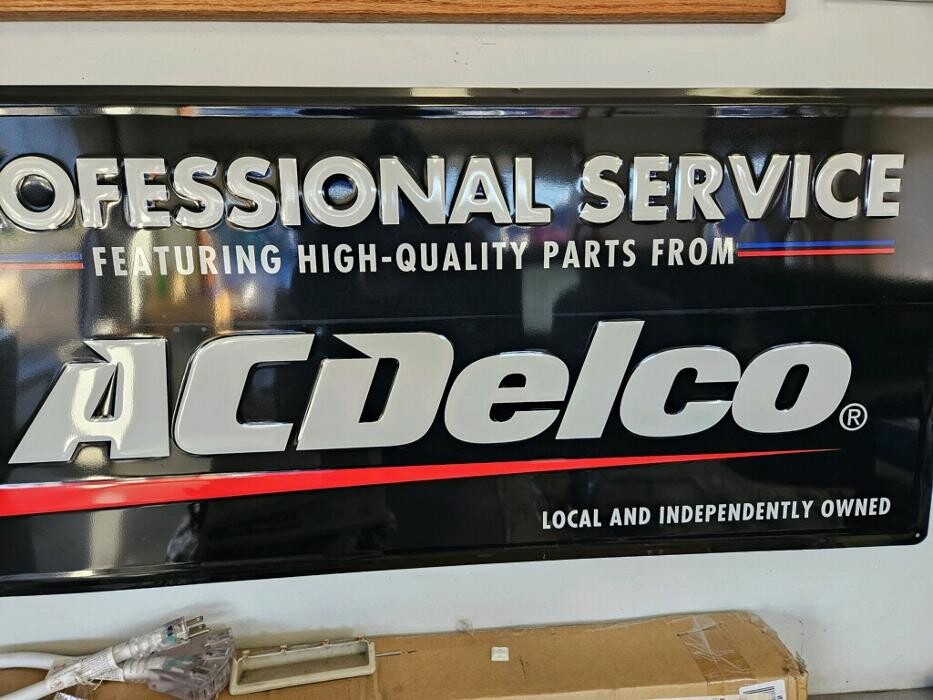 OFESSIONAL SERVICE
FEATURING HIGH-QUALITY PARTS FROM
ACDelco®
LOCAL AND INDEPENDENTLY OWNED